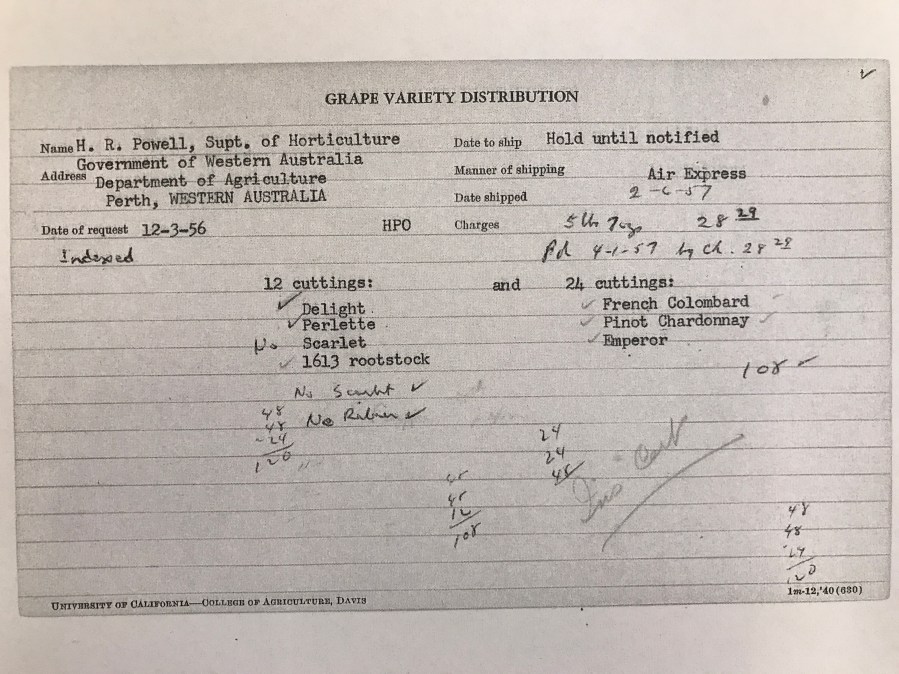 GRAPE VARIETY DISTRIBUTION
Name H. R. Powell, Supt. of Horticulture
Government of Western Australia
Address Department of Agriculture
Perth, WESTERN AUSTRALIA
Date of request 12-3-56 HPO
Indexed
Date to ship Hold until notified
Manner of shipping Air Express
Date shipped 2-6-57
Charges 28 29
Pd 4-1-57 by ch. 28 29
12 cuttings: and 24 cuttings:
✓ Delight
✓ Perlette
No Scarlet
✓ 1613 rootstock
✓ French Colombard
✓ Pinot Chardonnay ✓
✓ Emperor
108 ✓
No Scarlet ✓
No ✓
48
48
24
120
24
24
48
12
108
48
48
24
120
UNIVERSITY OF CALIFORNIA—COLLEGE OF AGRICULTURE, DAVIS
1m-12,'40(630)